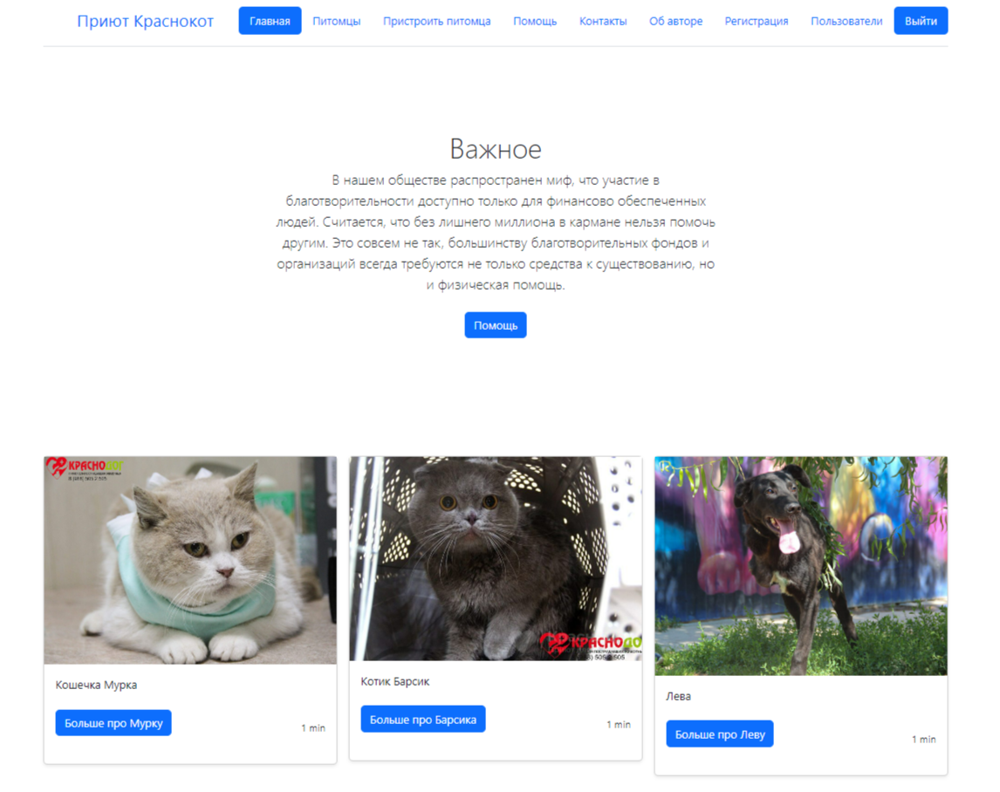 Приют Краснокот
Главная
Питомцы
Пристроить питомца
Помощь
Контакты
Об авторе
Регистрация
Пользователи
Выйти
Важное
В нашем обществе распространен миф, что участие в
благотворительности доступно только для финансово обеспеченных
людей. Считается, что без лишнего миллиона в кармане нельзя помочь
другим. Это совсем не так, большинству благотворительных фондов и
организаций всегда требуются не только средства к существованию, но
и физическая помощь.
Помощь
КРАСНОДОГ
КРАСНОДО
Кошечка Мурка
Больше про Мурку
1 min
Котик Барсик
Больше про Барсика
1 min
Лева
Больше про Леву
1 min